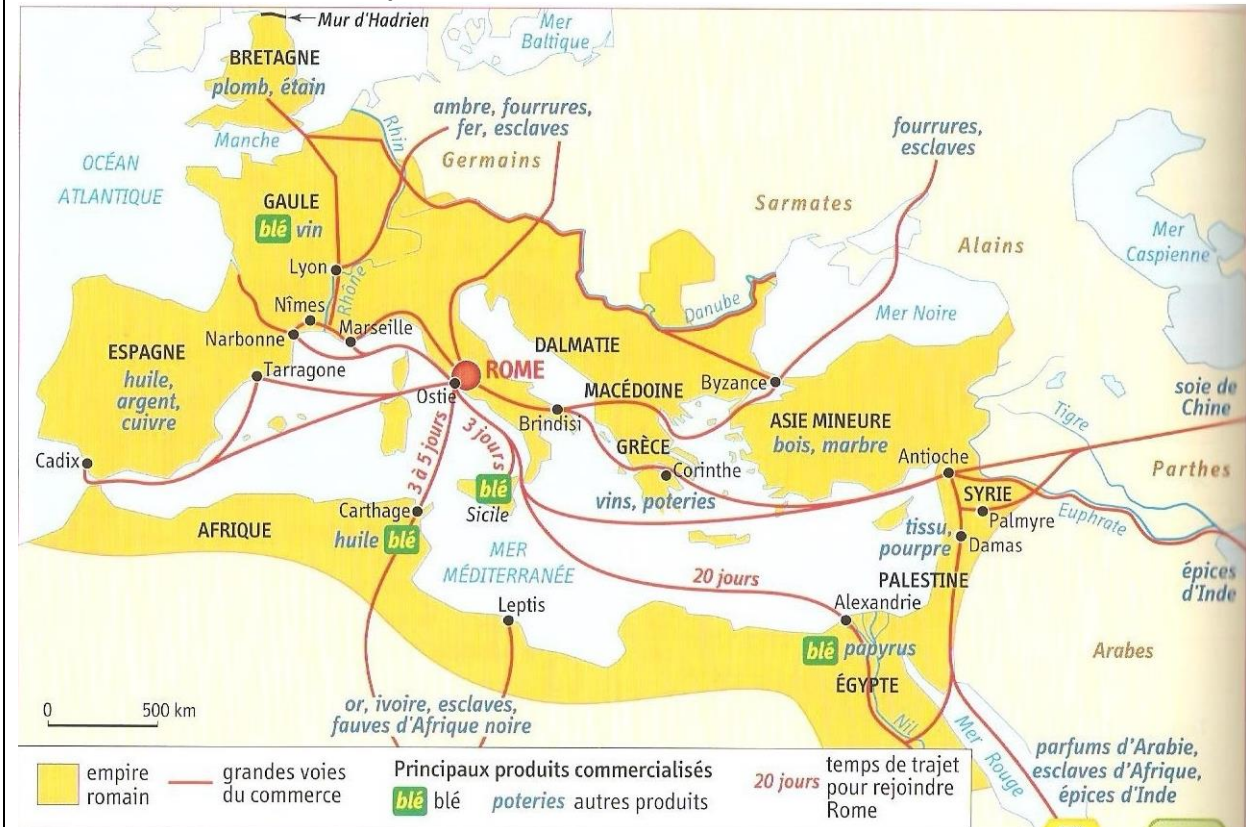 Mur d'Hadrien
Mer
Baltique
BRETAGNE
plomb, étain
ambre, fourrures,
fer, esclaves
fourrures,
esclaves
Manche
Rhin
Germains
OCÉAN
ATLANTIQUE
Sarmates
GAULE
blé vin
Alains
Mer
Caspienne
Lyon
Rhône
Danube
Mer Noire
Nîmes
Narbonne
Marseille
DALMATIE
ESPAGNE
huile,
argent,
cuivre
Tarragone
ROME
Ostie
MACÉDOINE
Byzance
soie de
Chine
Brindisi
ASIE MINEURE
bois, marbre
Tigre
3 à 5 jours
3 jours
GRÈCE
Corinthe
Antioche
Parthes
Cadix
blé
Sicile
vins, poteries
SYRIE
Palmyre
Euphrate
Carthage
AFRIQUE
huile blé
tissu,
pourpre
Damas
MER
MÉDITERRANÉE
20 jours
PALESTINE
épices
d'Inde
Leptis
Alexandrie
blé papyrus
Arabes
ÉGYPTE
0 500 km
or, ivoire, esclaves,
fauves d'Afrique noire
Nil
Mer Rouge
parfums d'Arabie,
esclaves d'Afrique,
épices d'Inde
empire
romain
grandes voies
du commerce
Principaux produits commercialisés
blé blé poteries autres produits
20 jours temps de trajet
pour rejoindre
Rome